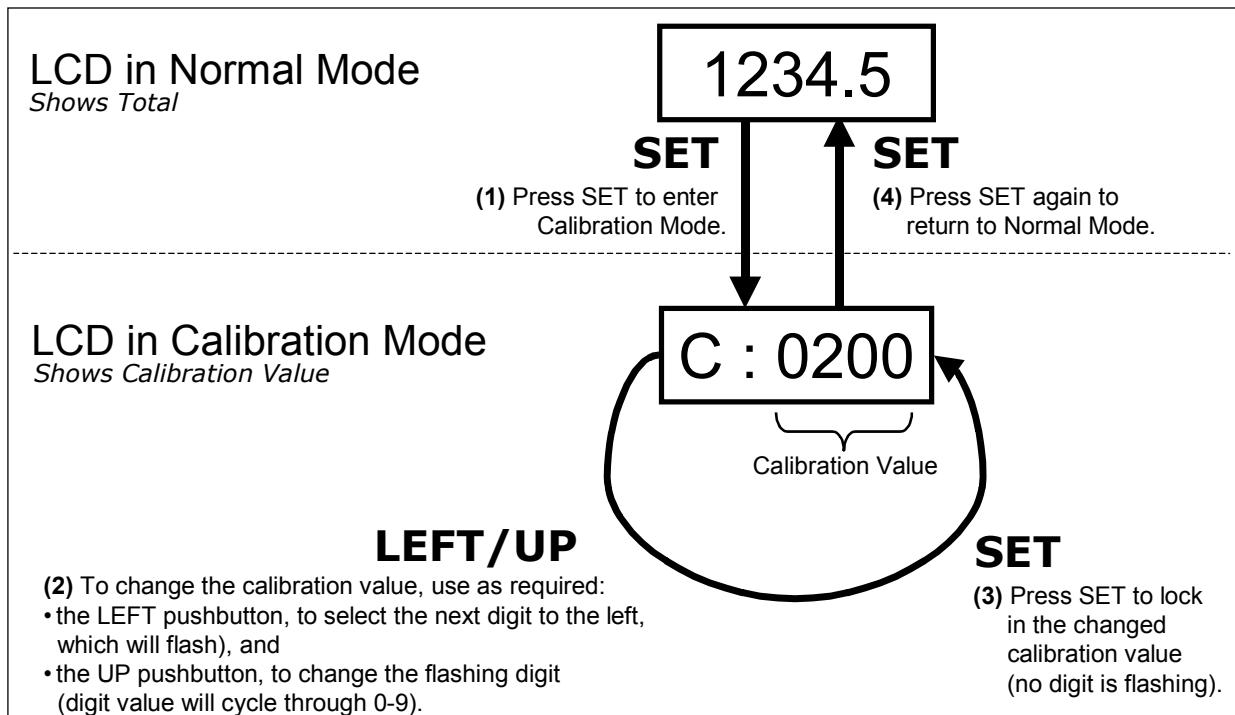 LCD in Normal Mode
Shows Total
1234.5
SET
(1) Press SET to enter
Calibration Mode.
SET
(4) Press SET again to
return to Normal Mode.
LCD in Calibration Mode
Shows Calibration Value
C : 0200
Calibration Value
LEFT/UP
(2) To change the calibration value, use as required:
• the LEFT pushbutton, to select the next digit to the left,
which will flash), and
• the UP pushbutton, to change the flashing digit
(digit value will cycle through 0-9).
SET
(3) Press SET to lock
in the changed
calibration value
(no digit is flashing).